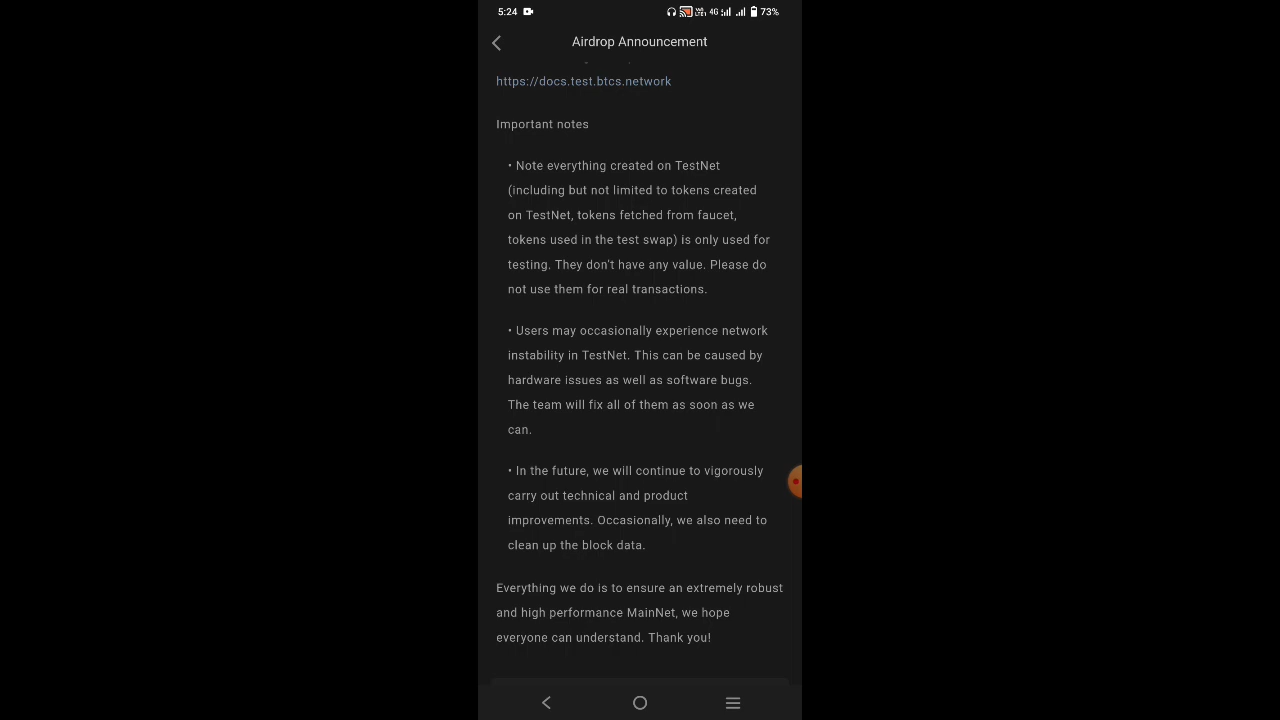 5:24
4G 73%
Airdrop Announcement
https://docs.test.btcs.network
Important notes
• Note everything created on TestNet
(including but not limited to tokens created
on TestNet, tokens fetched from faucet,
tokens used in the test swap) is only used for
testing. They don't have any value. Please do
not use them for real transactions.
• Users may occasionally experience network
instability in TestNet. This can be caused by
hardware issues as well as software bugs.
The team will fix all of them as soon as we
can.
• In the future, we will continue to vigorously
carry out technical and product
improvements. Occasionally, we also need to
clean up the block data.
Everything we do is to ensure an extremely robust
and high performance MainNet, we hope
everyone can understand. Thank you!